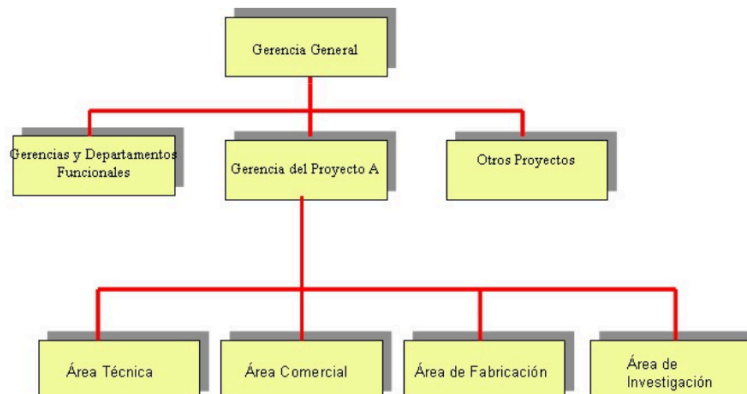 Gerencia General
Gerencias y Departamentos
Funcionales
Gerencia del Proyecto A
Otros Proyectos
Área Técnica
Área Comercial
Área de Fabricación
Área de
Investigación